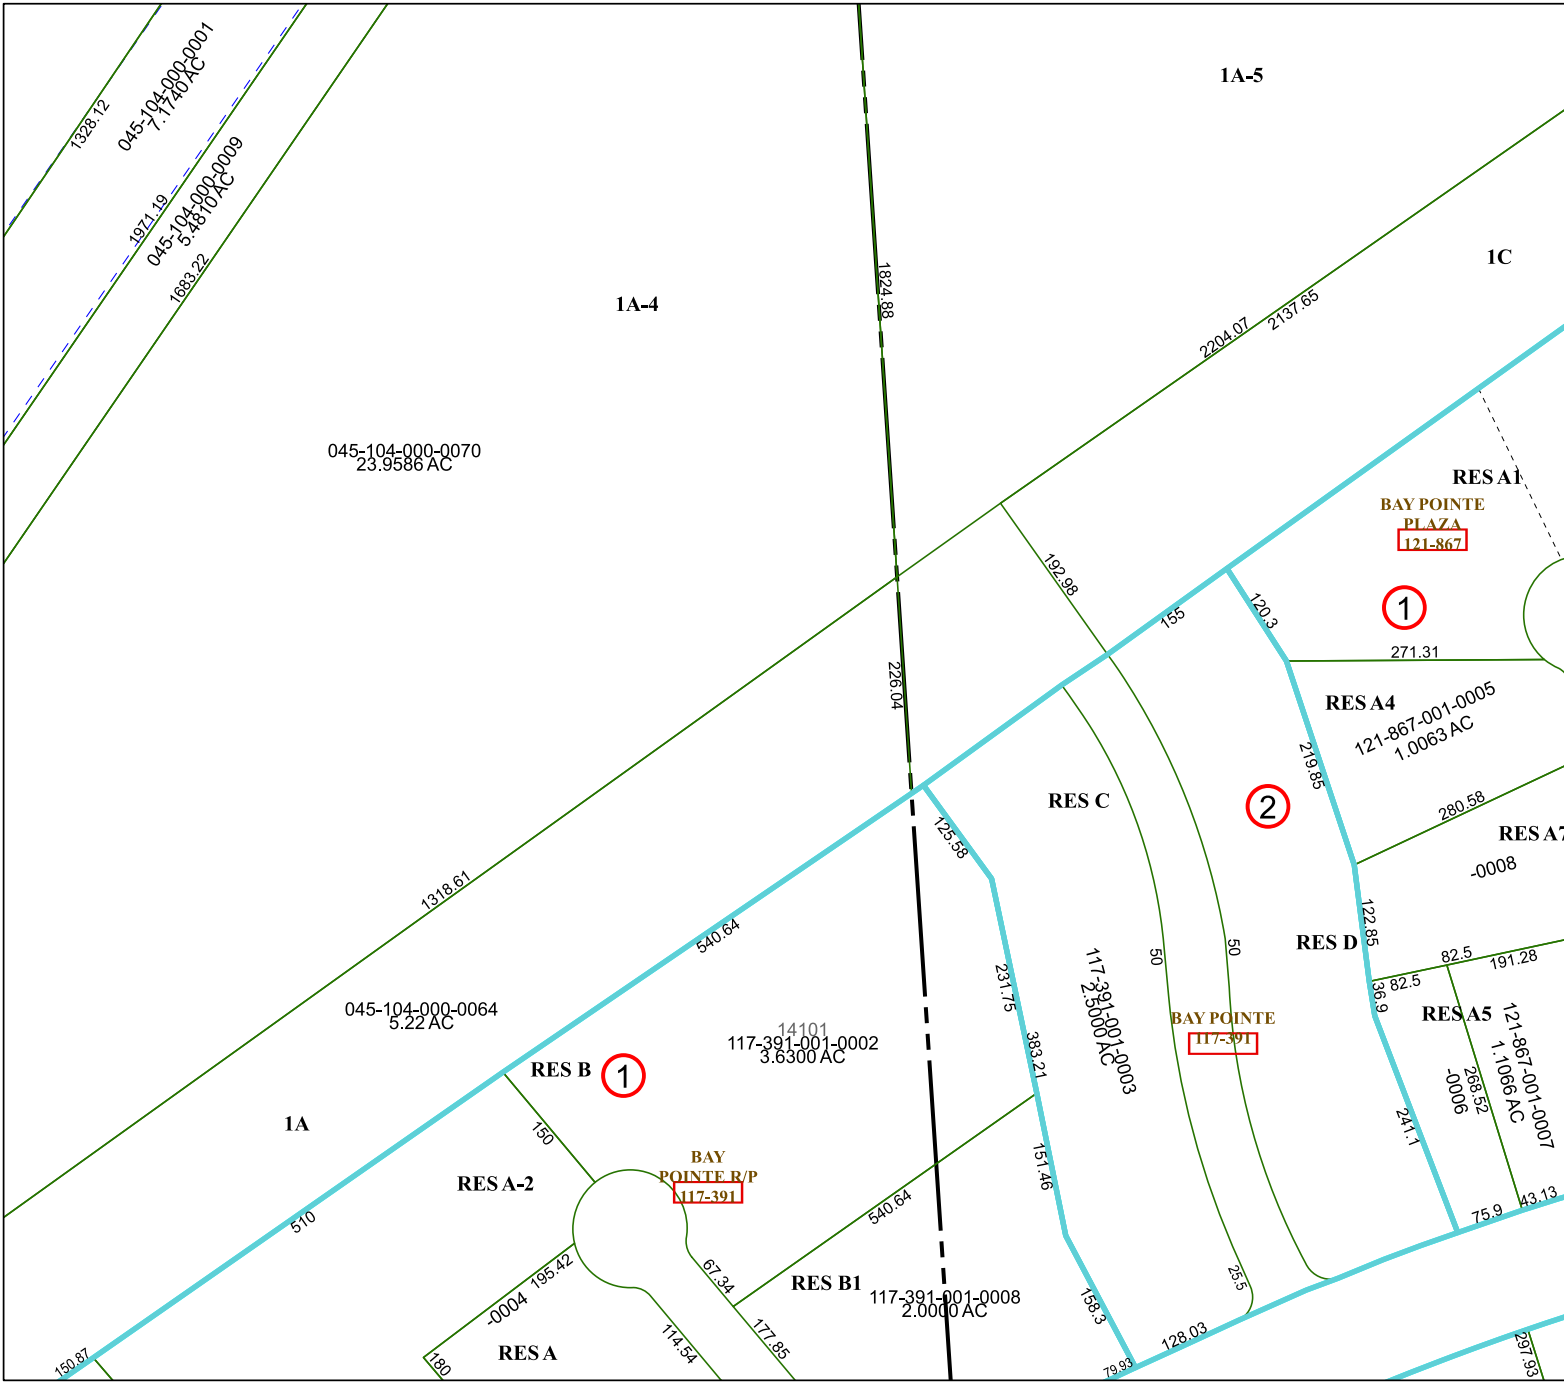 1A-5
045-104-000-0001
7.1740 AC
1328.12
1971.19
045-104-000-0009
5.4810 AC
1683.22
1A-4
1824.88
1C
2204.07
2137.65
045-104-000-0070
23.9586 AC
RES A1
BAY POINTE
PLAZA
121-867
1
192.98
155
120.3
271.31
226.04
RES A4
121-867-001-0005
1.0063 AC
219.85
RES C
2
280.58
RES A7
-0008
125.58
1318.61
540.64
122.85
RES D
50
50
82.5
191.28
82.5
36.9
231.75
117-391-001-0003
2.5000 AC
045-104-000-0064
5.22 AC
14101
117-391-001-0002
3.6300 AC
BAY POINTE
117-391
RES A5
121-867-001-0007
1.1066 AC
268.52
-0006
383.21
RES B
1
1A
150
241.1
BAY
POINTE R/P
117-391
RES A-2
151.46
540.64
510
75.9
43.13
195.42
67.34
RES B1
117-391-001-0008
2.0000 AC
25.5
158.3
-0004
114.54
177.85
128.03
RES A
180
150.87
79.93
297.93